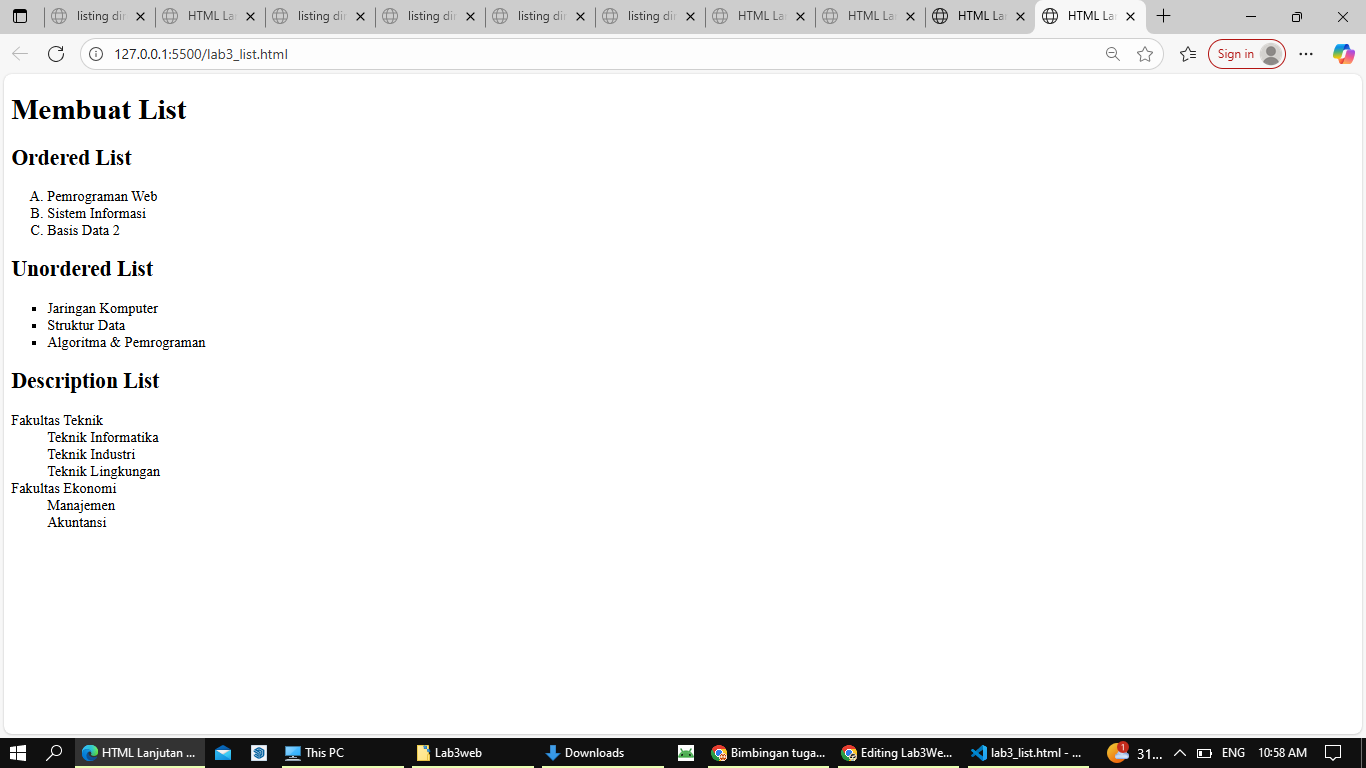 listing dir
HTML La
listing dir
listing dir
listing dir
listing dir
HTML La
HTML La
HTML La
HTML La
127.0.0.1:5500/lab3_list.html
Sign in
Membuat List
Ordered List
A. Pemrograman Web
B. Sistem Informasi
C. Basis Data 2
Unordered List
Jaringan Komputer
Struktur Data
Algoritma & Pemrograman
Description List
Fakultas Teknik
Teknik Informatika
Teknik Industri
Teknik Lingkungan
Fakultas Ekonomi
Manajemen
Akuntansi
HTML Lanjutan ...
This PC
Lab3web
Downloads
Bimbingan tuga...
Editing Lab3We...
lab3_list.html - ...
1
31...
ENG
10:58 AM